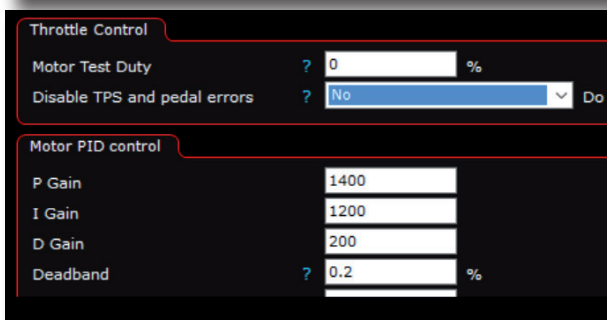 Throttle Control
Motor Test Duty ? 0 %
Disable TPS and pedal errors ? No Do
Motor PID control
P Gain 1400
I Gain 1200
D Gain 200
Deadband ? 0.2 %